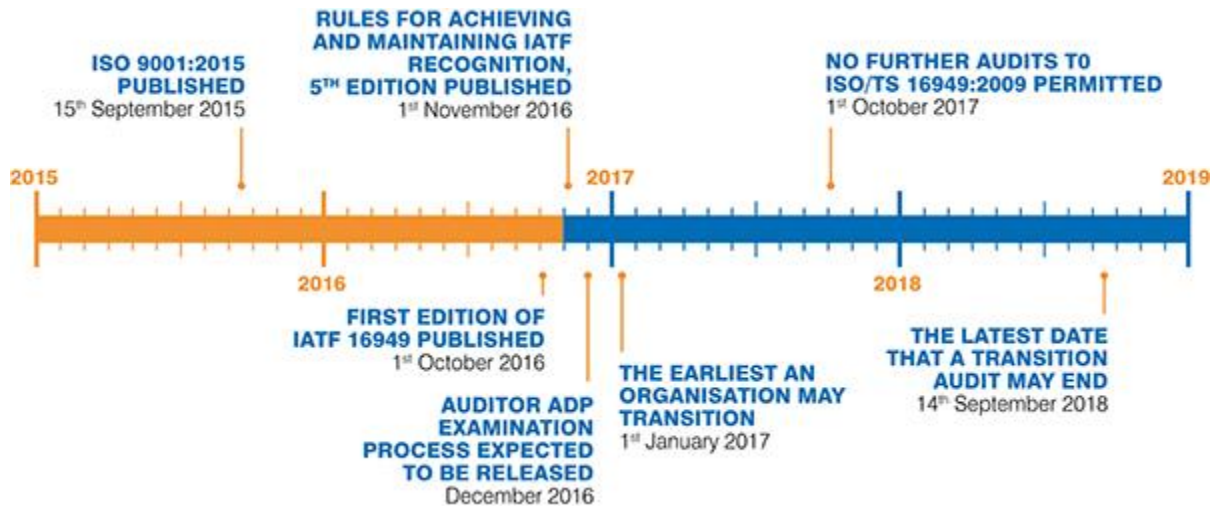 ISO 9001:2015
PUBLISHED
15th September 2015
RULES FOR ACHIEVING
AND MAINTAINING IATF
RECOGNITION,
5TH EDITION PUBLISHED
1st November 2016
NO FURTHER AUDITS T0
ISO/TS 16949:2009 PERMITTED
1st October 2017
2015
2017
2019
2016
2018
FIRST EDITION OF
IATF 16949 PUBLISHED
1st October 2016
AUDITOR ADP
EXAMINATION
PROCESS EXPECTED
TO BE RELEASED
December 2016
THE EARLIEST AN
ORGANISATION MAY
TRANSITION
1st January 2017
THE LATEST DATE
THAT A TRANSITION
AUDIT MAY END
14th September 2018